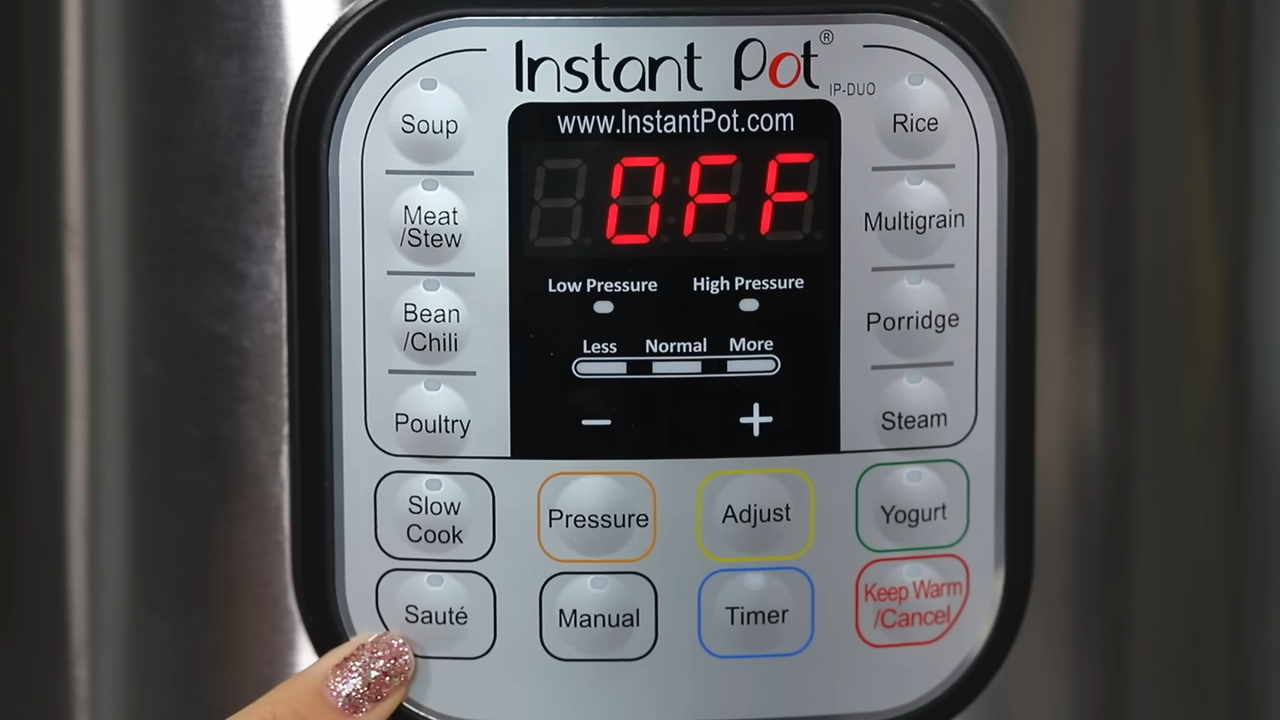 Instant Pot®
IP-DUO
www.InstantPot.com
OFF
Soup
Meat
/Stew
Bean
/Chili
Poultry
Low Pressure High Pressure
Less Normal More
− +
Rice
Multigrain
Porridge
Steam
Slow
Cook
Pressure
Adjust
Yogurt
Sauté
Manual
Timer
Keep Warm
/Cancel